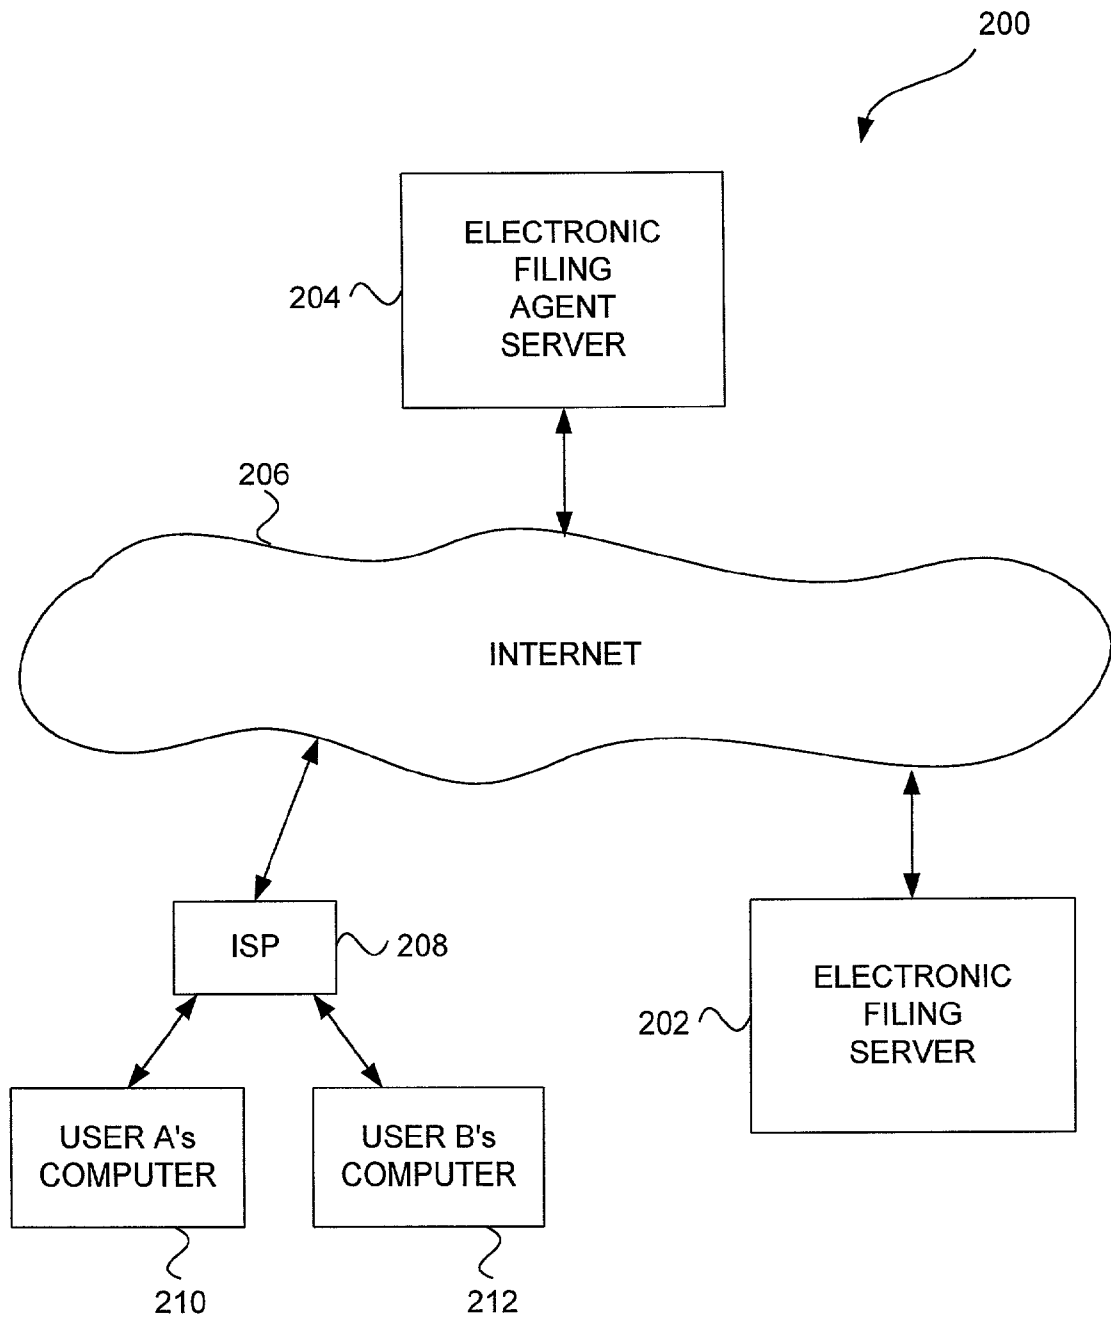 200
ELECTRONIC
FILING
AGENT
SERVER
204
206
INTERNET
ISP
208
ELECTRONIC
FILING
SERVER
202
USER A's
COMPUTER
USER B's
COMPUTER
210
212